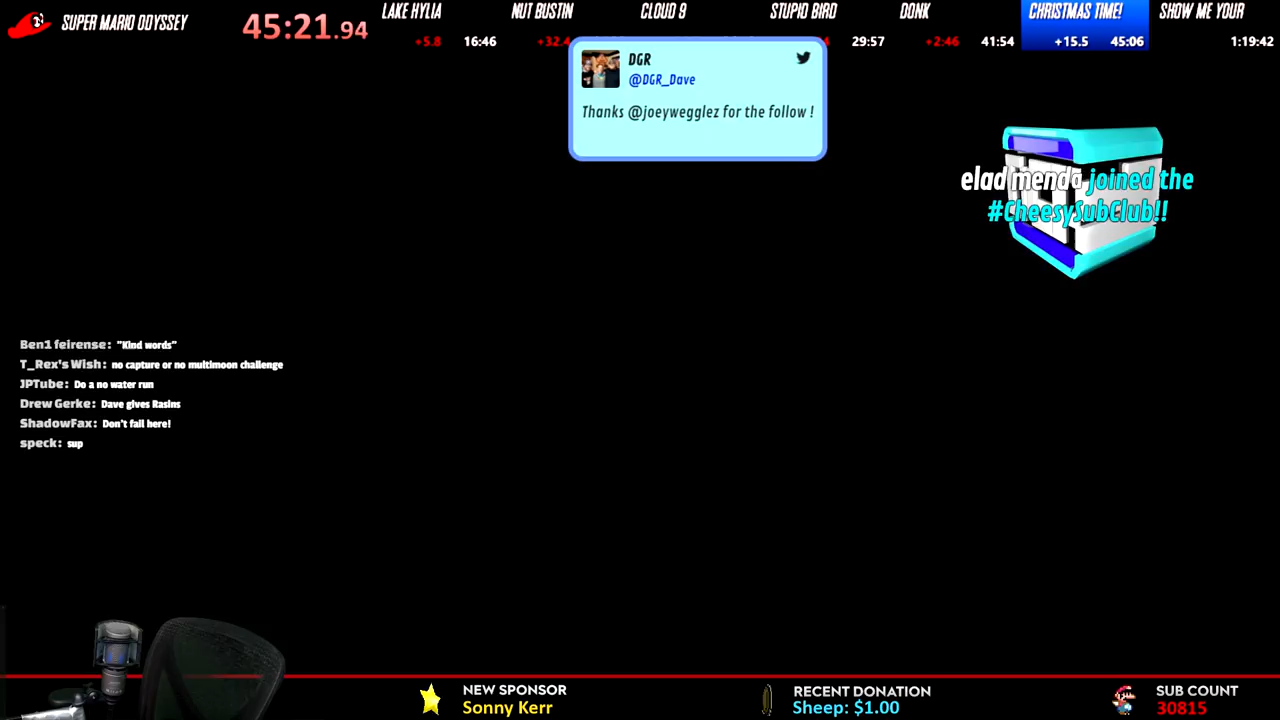 SUPER MARIO ODYSSEY
45:21.94
LAKE HYLIA
NUT BUSTIN
CLOUD 9
STUPID BIRD
DONK
CHRISTMAS TIME!
SHOW ME YOUR
+5.8 16:46
+32.4
29:57
+2:46 41:54
+15.5 45:06
1:19:42
DGR
@DGR_Dave
Thanks @joeywegglez for the follow !
elad menda joined the
#CheesySubClub!!
Ben1 feirense: "Kind words"
T_Rex's Wish: no capture or no multimoon challenge
JPTube: Do a no water run
Drew Gerke: Dave gives Rasins
ShadowFax: Don't fail here!
speck: sup
NEW SPONSOR
Sonny Kerr
RECENT DONATION
Sheep: $1.00
SUB COUNT
30815